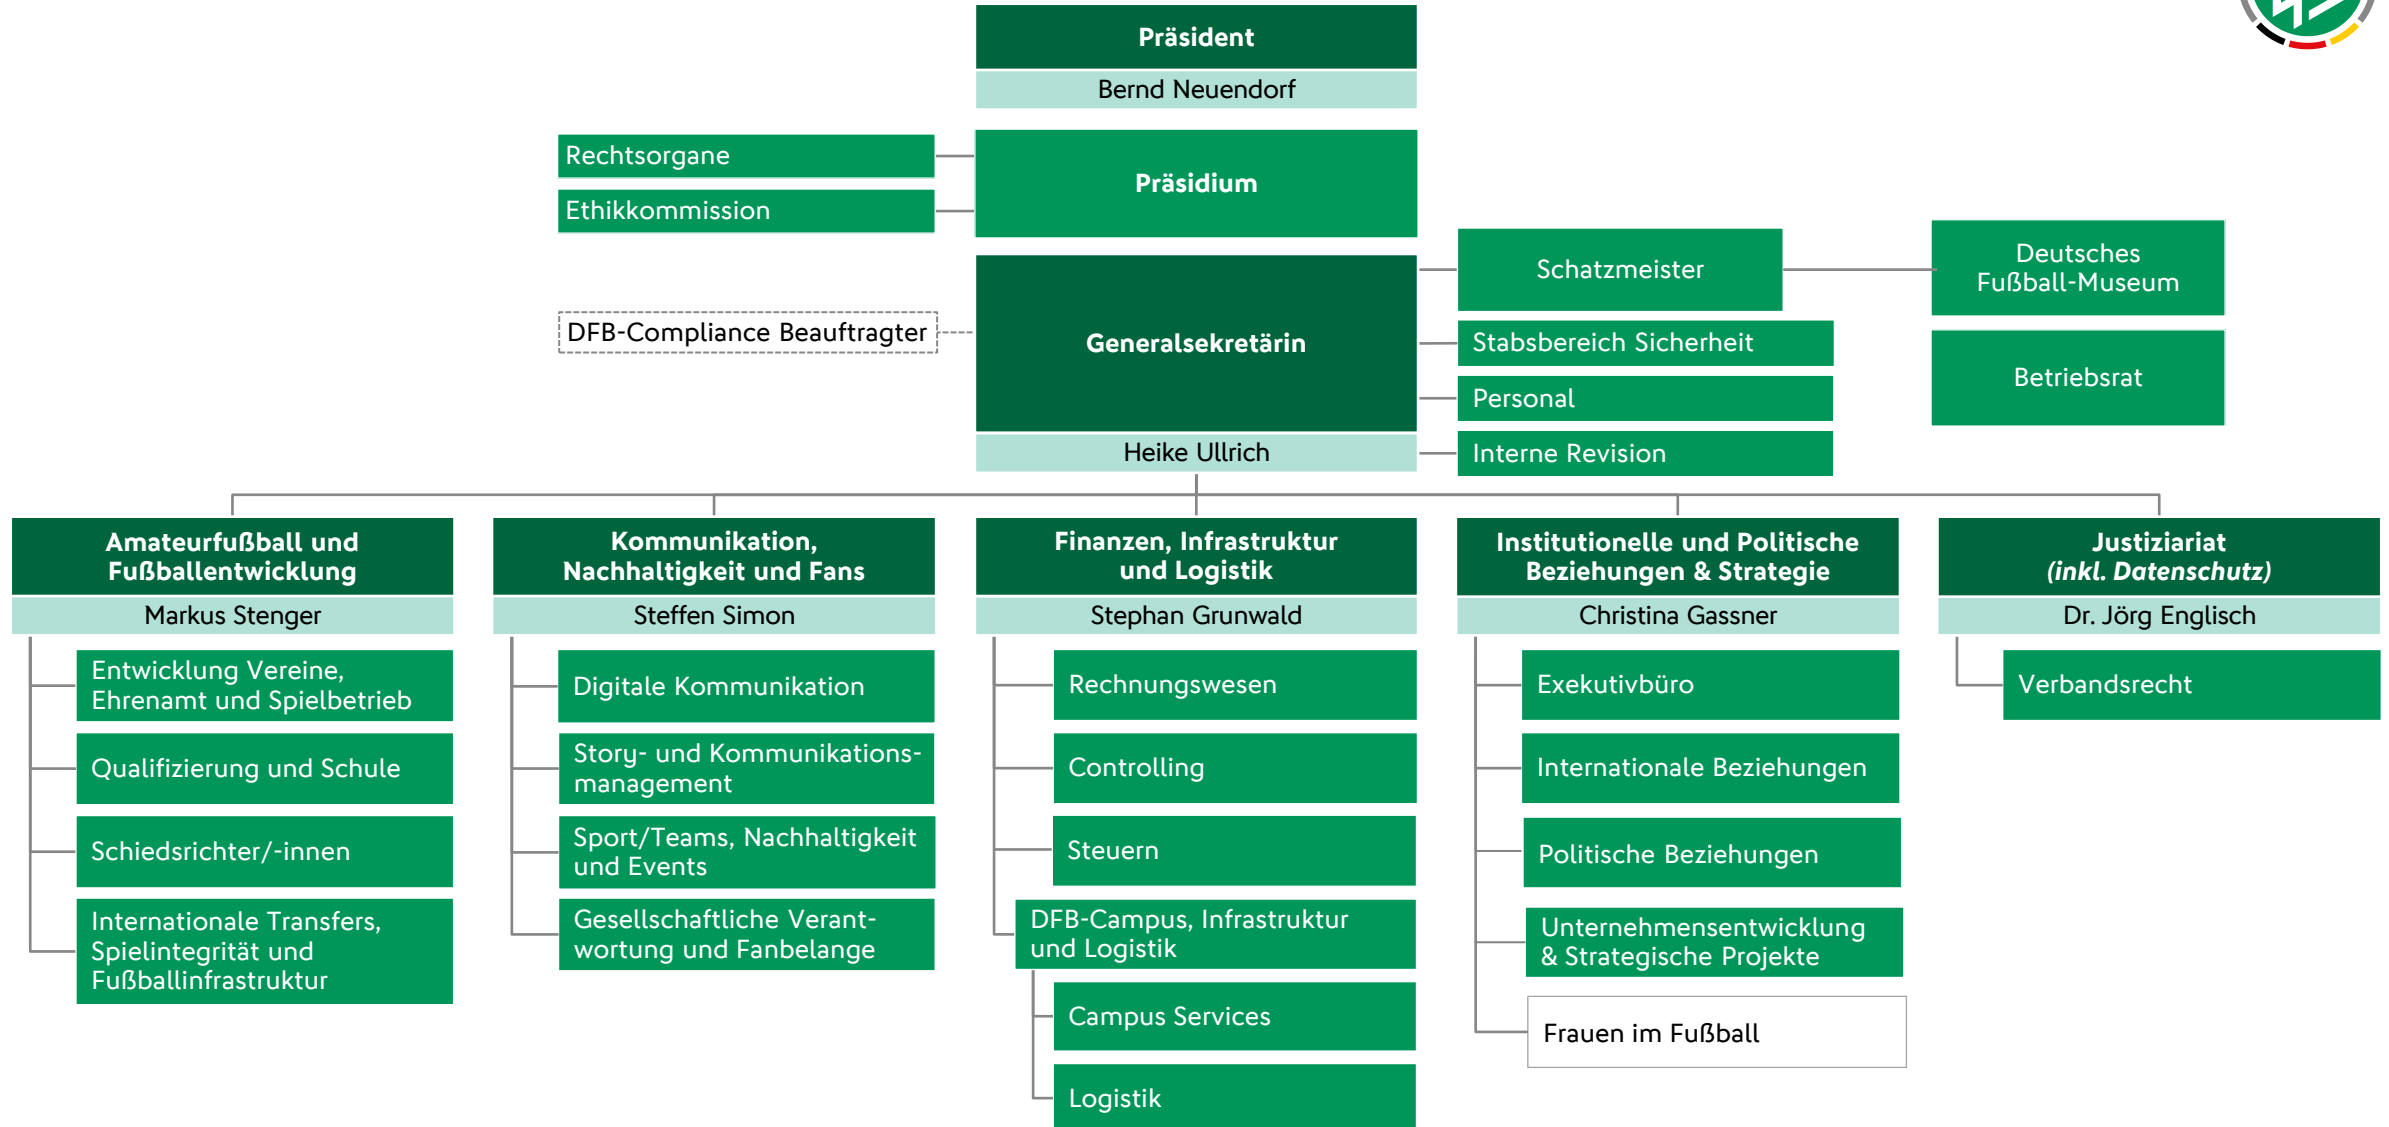 Präsident
Bernd Neuendorf
Rechtsorgane
Ethikkommission
Präsidium
DFB-Compliance Beauftragter
Generalsekretärin
Heike Ullrich
Schatzmeister
Deutsches
Fußball-Museum
Stabsbereich Sicherheit
Betriebsrat
Personal
Interne Revision
Amateurfußball und
Fußballentwicklung
Markus Stenger
Entwicklung Vereine,
Ehrenamt und Spielbetrieb
Qualifizierung und Schule
Schiedsrichter/-innen
Internationale Transfers,
Spielintegrität und
Fußballinfrastruktur
Kommunikation,
Nachhaltigkeit und Fans
Steffen Simon
Digitale Kommunikation
Story- und Kommunikations-
management
Sport/Teams, Nachhaltigkeit
und Events
Gesellschaftliche Verant-
wortung und Fanbelange
Finanzen, Infrastruktur
und Logistik
Stephan Grunwald
Rechnungswesen
Controlling
Steuern
DFB-Campus, Infrastruktur
und Logistik
Campus Services
Logistik
Institutionelle und Politische
Beziehungen & Strategie
Christina Gassner
Exekutivbüro
Internationale Beziehungen
Politische Beziehungen
Unternehmensentwicklung
& Strategische Projekte
Frauen im Fußball
Justiziariat
(inkl. Datenschutz)
Dr. Jörg Englisch
Verbandsrecht